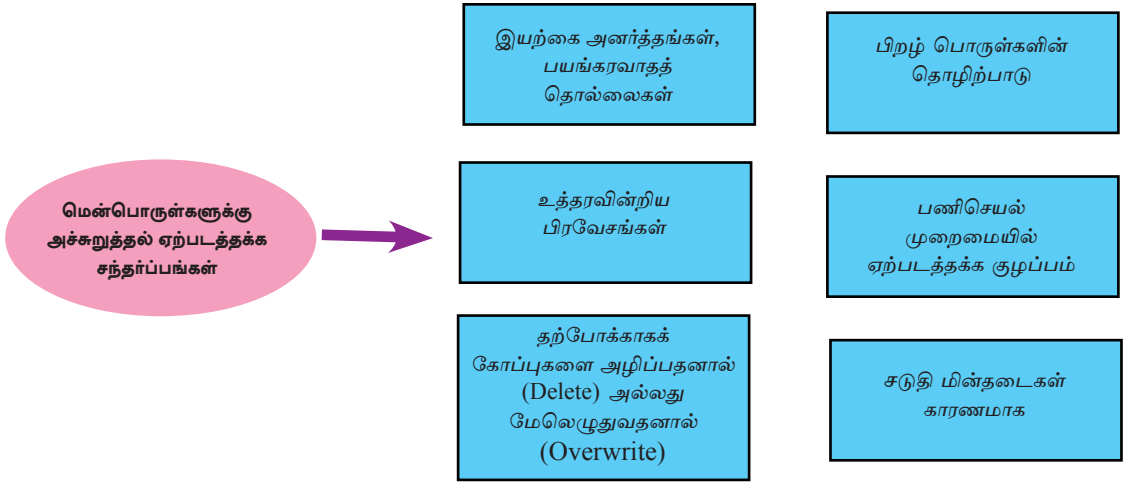 மென்பொருள்களுக்கு
அச்சுறுத்தல் ஏற்படத்தக்க
சந்தர்ப்பங்கள்
இயற்கை அனர்த்தங்கள்,
பயங்கரவாதத்
தொல்லைகள்
பிறழ் பொருள்களின்
தொழிற்பாடு
உத்தரவின்றிய
பிரவேசங்கள்
பணிசெயல்
முறைமையில்
ஏற்படத்தக்க குழப்பம்
தற்போக்காகக்
கோப்புகளை அழிப்பதனால்
(Delete) அல்லது
மேலெழுதுவதனால்
(Overwrite)
சடுதி மின்தடைகள்
காரணமாக